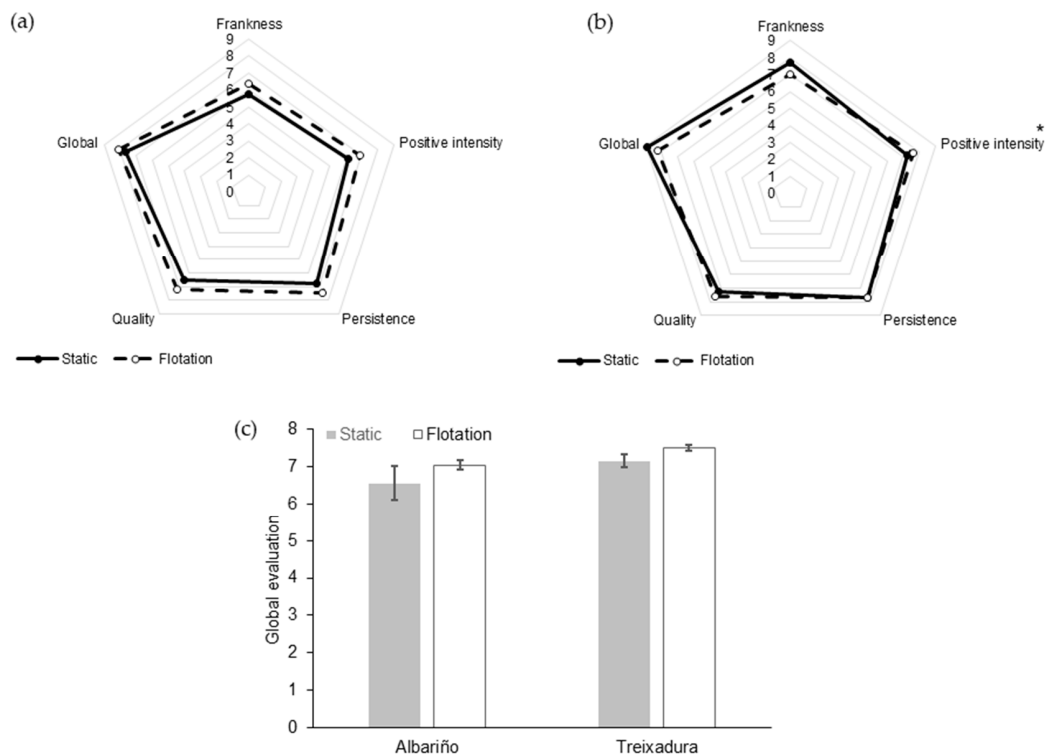 (a)
Frankness
9
8
7
6
5
4
3
2
1
0
Global
Positive intensity
Quality
Persistence
Static
Flotation
(b)
Frankness
9
8
7
6
5
4
3
2
1
0
Global
Positive intensity *
Quality
Persistence
Static
Flotation
(c)
Static
Flotation
Global evaluation
8
7
6
5
4
3
2
1
0
Albariño
Treixadura